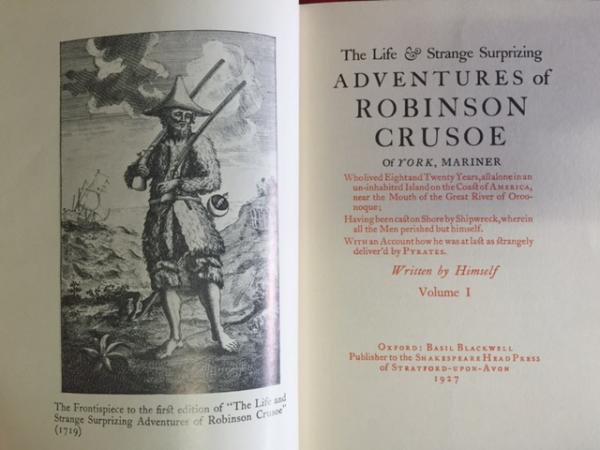 The Frontispiece to the first edition of "The Life and
Strange Surprizing Adventures of Robinson Crusoe"
(1719)
The Life & Strange Surprizing
ADVENTURES of
ROBINSON
CRUSOE
Of YORK, MARINER
Who lived Eight and Twenty Years, all alone in an
un-inhabited Island on the Coaſt of AMERICA,
near the Mouth of the Great River of Oroo-
noque;
Having been caſt on Shore by Shipwreck, wherein
all the Men perished but himself.
WITH an Account how he was at laſt as ſtrangely
deliver'd by PYRATES.
Written by Himself
Volume I
OXFORD: BASIL BLACKWELL
Publisher to the SHAKESPEARE HEAD PRESS
of STRATFORD-UPON-AVON
1927